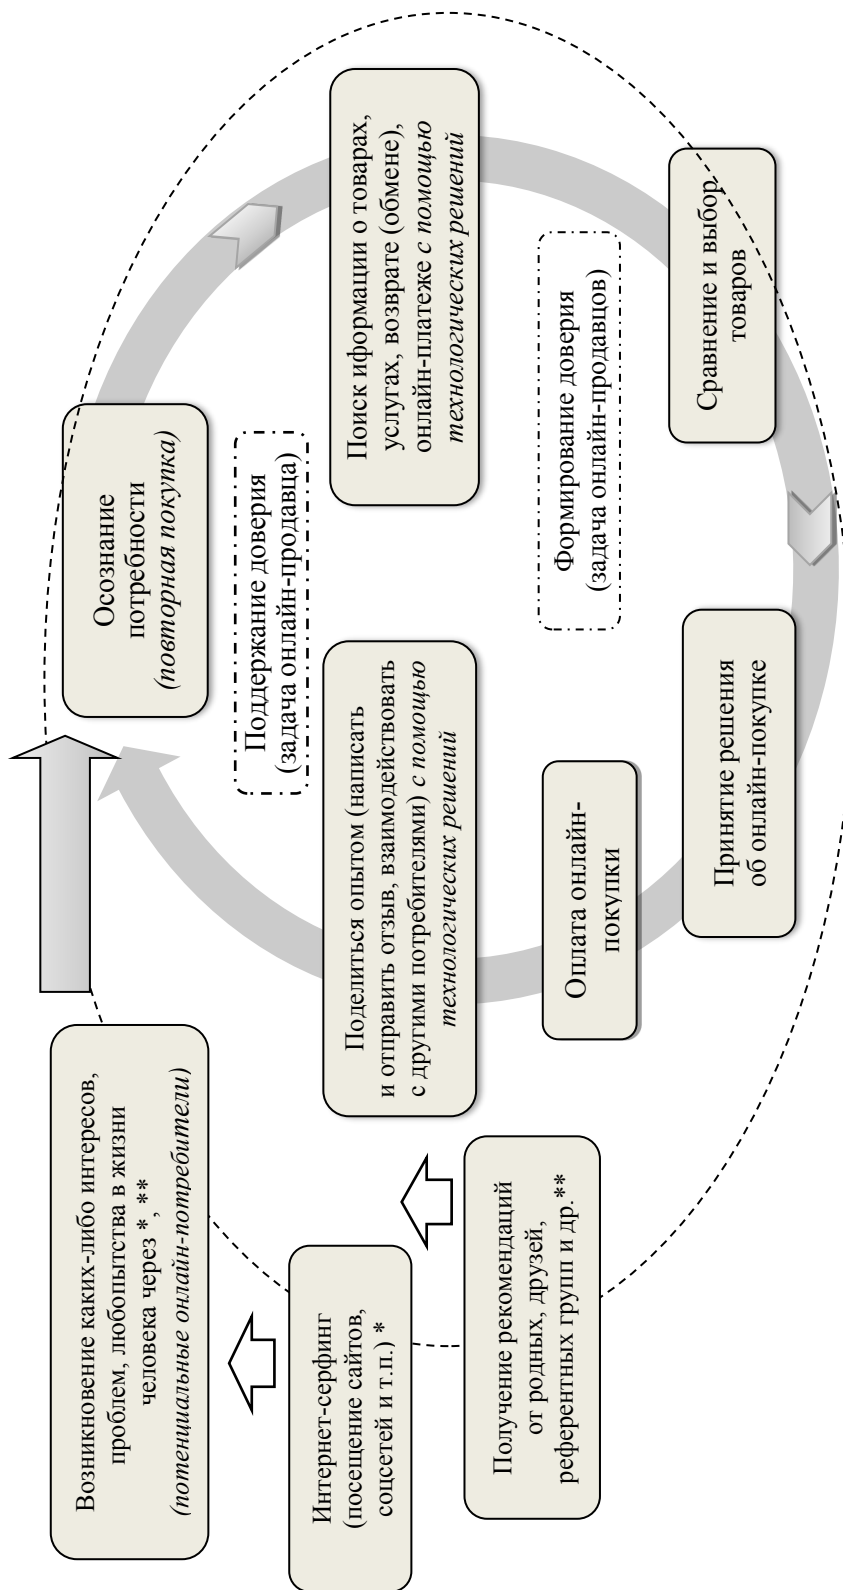 Возникновение каких-либо интересов,
проблем, любопытства в жизни
человека через *, **
(потенциальные онлайн-потребители)
Интернет-серфинг
(посещение сайтов,
соцсетей и т.п.) *
Получение рекомендаций
от родных, друзей,
референтных групп и др.**
Осознание
потребности
(повторная покупка)
Поддержание доверия
(задача онлайн-продавца)
Поиск иформации о товарах,
услугах, возврате (обмене),
онлайн-платеже с помощью
технологических решений
Формирование доверия
(задача онлайн-продавцов)
Сравнение и выбор
товаров
Принятие решения
об онлайн-покупке
Оплата онлайн-
покупки
Поделиться опытом (написать
и отправить отзыв, взаимодействовать
с другими потребителями) с помощью
технологических решений